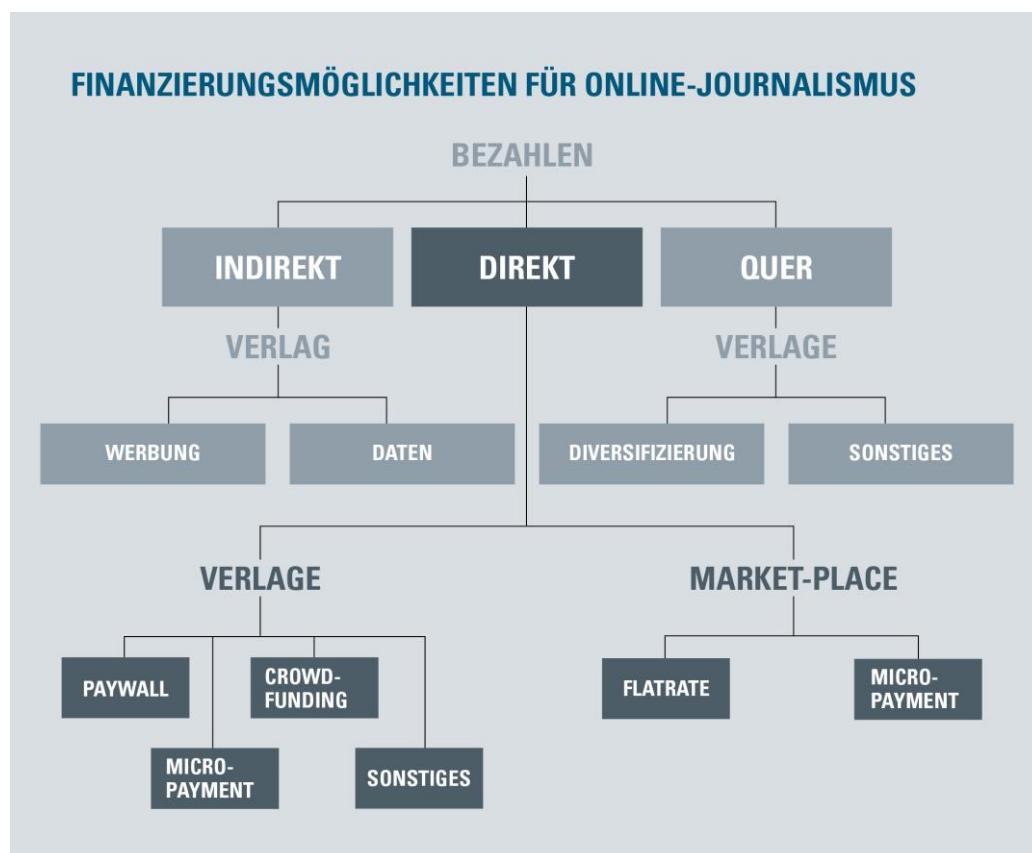 FINANZIERUNGSMÖGLICHKEITEN FÜR ONLINE-JOURNALISMUS
BEZAHLEN
INDIREKT
DIREKT
QUER
VERLAG
VERLAGE
WERBUNG
DATEN
DIVERSIFIZIERUNG
SONSTIGES
VERLAGE
MARKET-PLACE
PAYWALL
CROWD-
FUNDING
FLATRATE
MICRO-
PAYMENT
MICRO-
PAYMENT
SONSTIGES